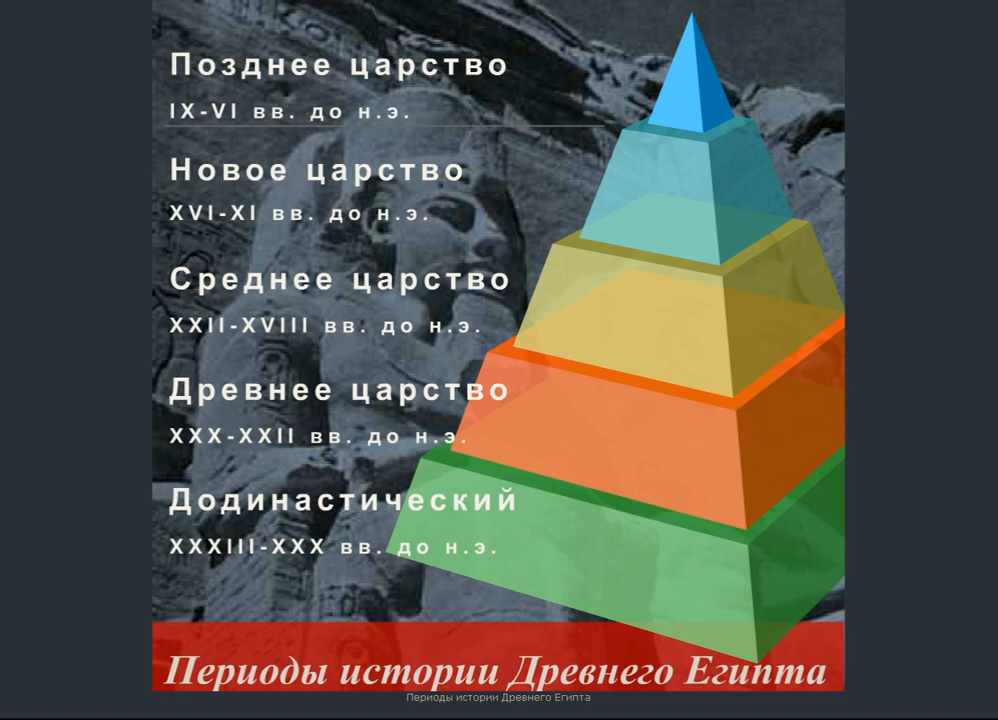 Позднее царство
IX-VI вв. до н.э.
Новое царство
XVI-XI вв. до н.э.
Среднее царство
XXII-XVIII вв. до н.э.
Древнее царство
XXX-XXII вв. до н.э.
Додинастический
XXXIII-XXX вв. до н.э.
Периоды истории Древнего Египта
Периоды истории Древнего Египта